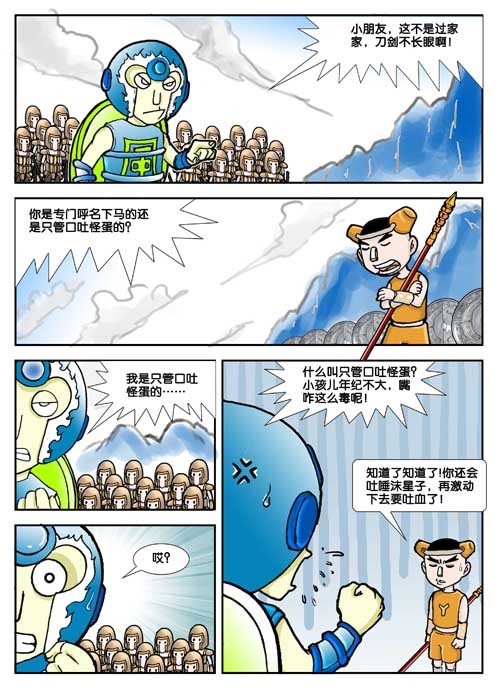 小朋友，这不是过家
家，刀剑不长眼啊！
你是专门呼名下马的还
是只管口吐怪蛋的？
我是只管口吐
怪蛋的……
哎？
什么叫只管口吐怪蛋？
小孩儿年纪不大，嘴
咋这么毒呢！
知道了知道了！你还会
吐唾沫星子，再激动
下去要吐血了！
Y